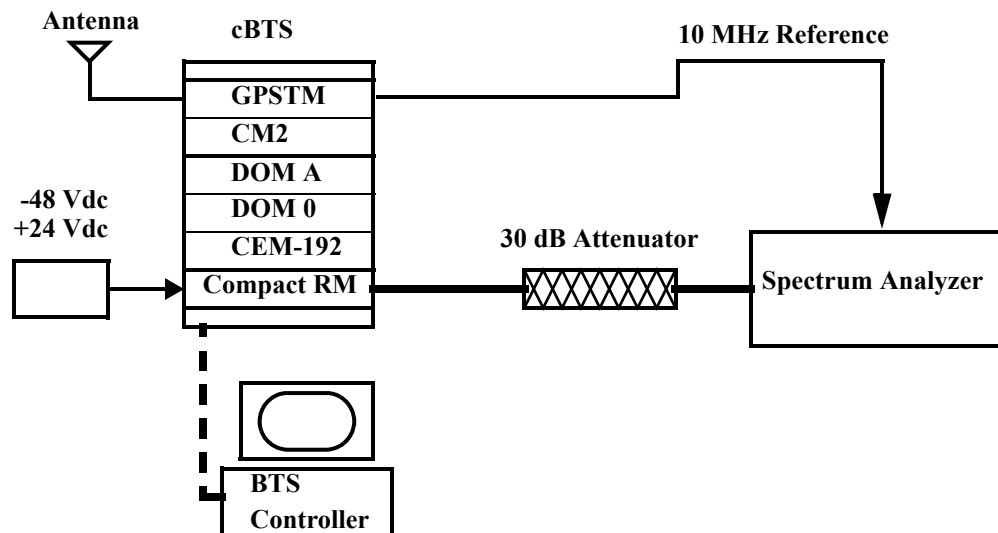 Antenna
cBTS
10 MHz Reference
GPSTM
CM2
DOM A
DOM 0
CEM-192
Compact RM
-48 Vdc
+24 Vdc
30 dB Attenuator
Spectrum Analyzer
BTS
Controller